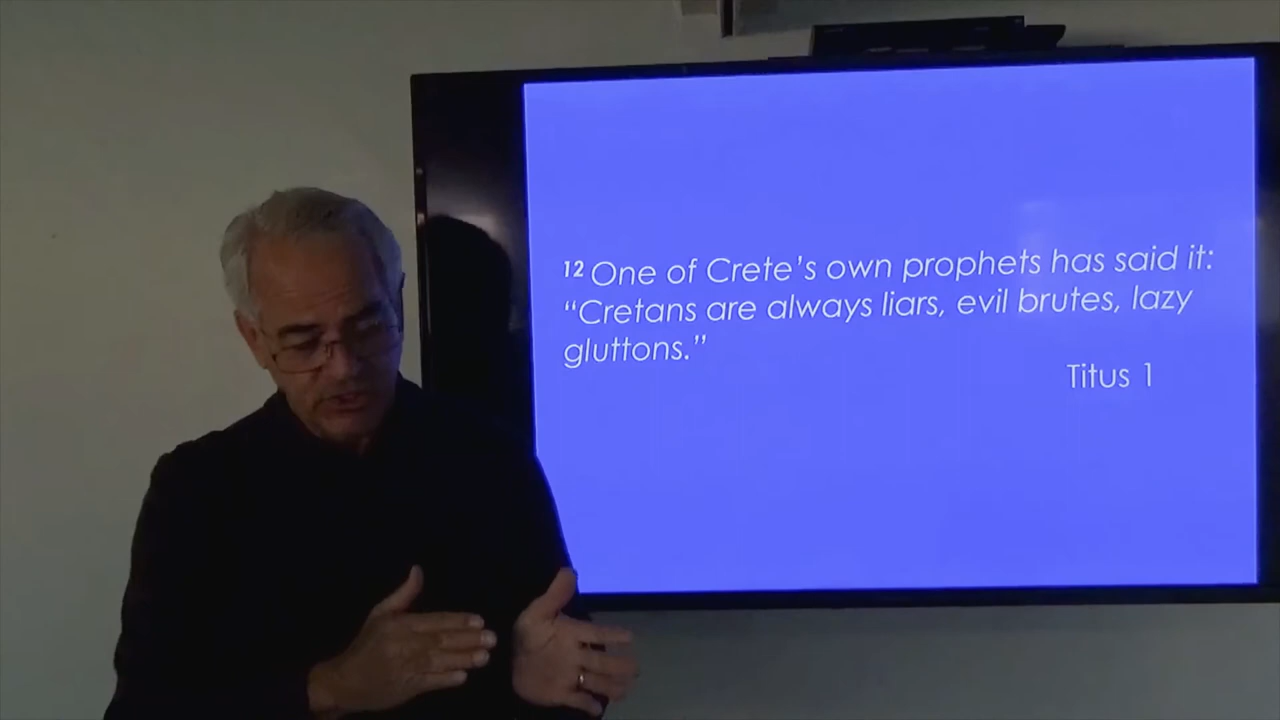 12 One of Crete’s own prophets has said it:
“Cretans are always liars, evil brutes, lazy
gluttons.”
Titus 1